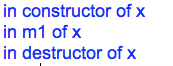 in constructor of x
in m1 of x
in destructor of x